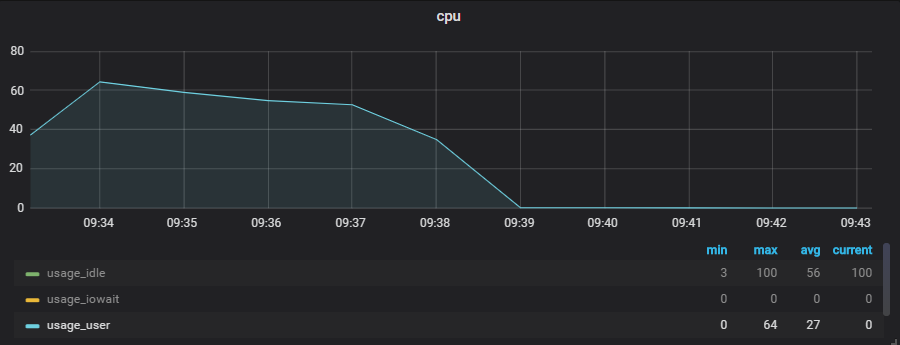 cpu
80
60
40
20
0
09:34 09:35 09:36 09:37 09:38 09:39 09:40 09:41 09:42 09:43
min max avg current
usage_idle 3 100 56 100
usage_iowait 0 0 0 0
usage_user 0 64 27 0